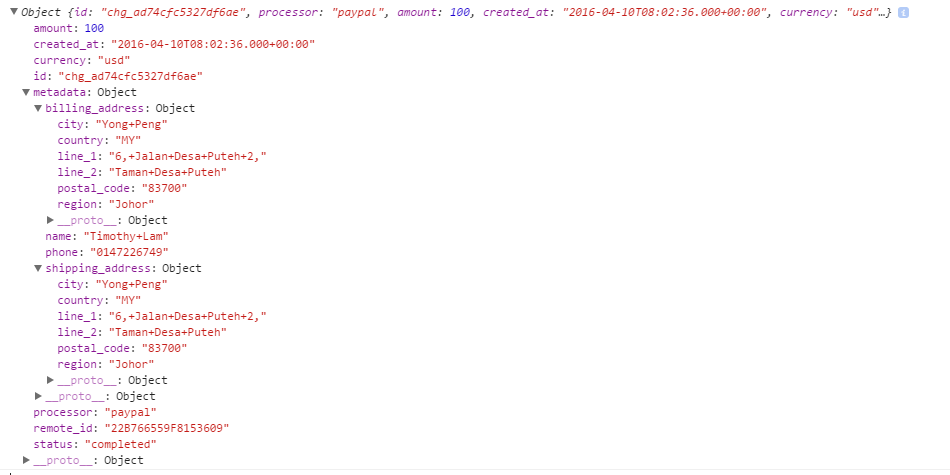 Object {id: "chg_ad74cfc5327df6ae", processor: "paypal", amount: 100, created_at: "2016-04-10T08:02:36.000+00:00", currency: "usd"…}
amount: 100
created_at: "2016-04-10T08:02:36.000+00:00"
currency: "usd"
id: "chg_ad74cfc5327df6ae"
metadata: Object
billing_address: Object
city: "Yong+Peng"
country: "MY"
line_1: "6,+Jalan+Desa+Puteh+2,"
line_2: "Taman+Desa+Puteh"
postal_code: "83700"
region: "Johor"
__proto__: Object
name: "Timothy+Lam"
phone: "0147226749"
shipping_address: Object
city: "Yong+Peng"
country: "MY"
line_1: "6,+Jalan+Desa+Puteh+2,"
line_2: "Taman+Desa+Puteh"
postal_code: "83700"
region: "Johor"
__proto__: Object
__proto__: Object
processor: "paypal"
remote_id: "22B766559F8153609"
status: "completed"
__proto__: Object